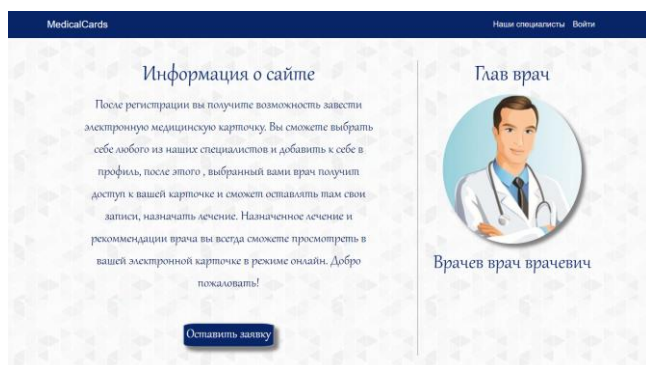 MedicalCards
Наши специалисты Войти
Информация о сайте
После регистрации вы получите возможность завести
электронную медицинскую карточку. Вы сможете выбрать
себе любого из наших специалистов и добавить к себе в
профиль, после этого , выбранный вами врач получит
доступ к вашей карточке и сможет оставлять там свои
записи, назначать лечение. Назначенное лечение и
рекоммендации врача вы всегда сможете просмотреть в
вашей электронной карточке в режиме онлайн. Добро
пожаловать!
Оставить заявку
Глав врач
Врачев врач врачевич